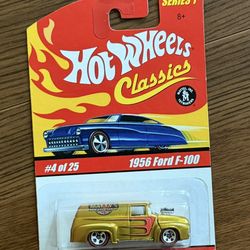 SERIES 1
8+
Hot Wheels
Classics
#4 of 25
1956 Ford F-100